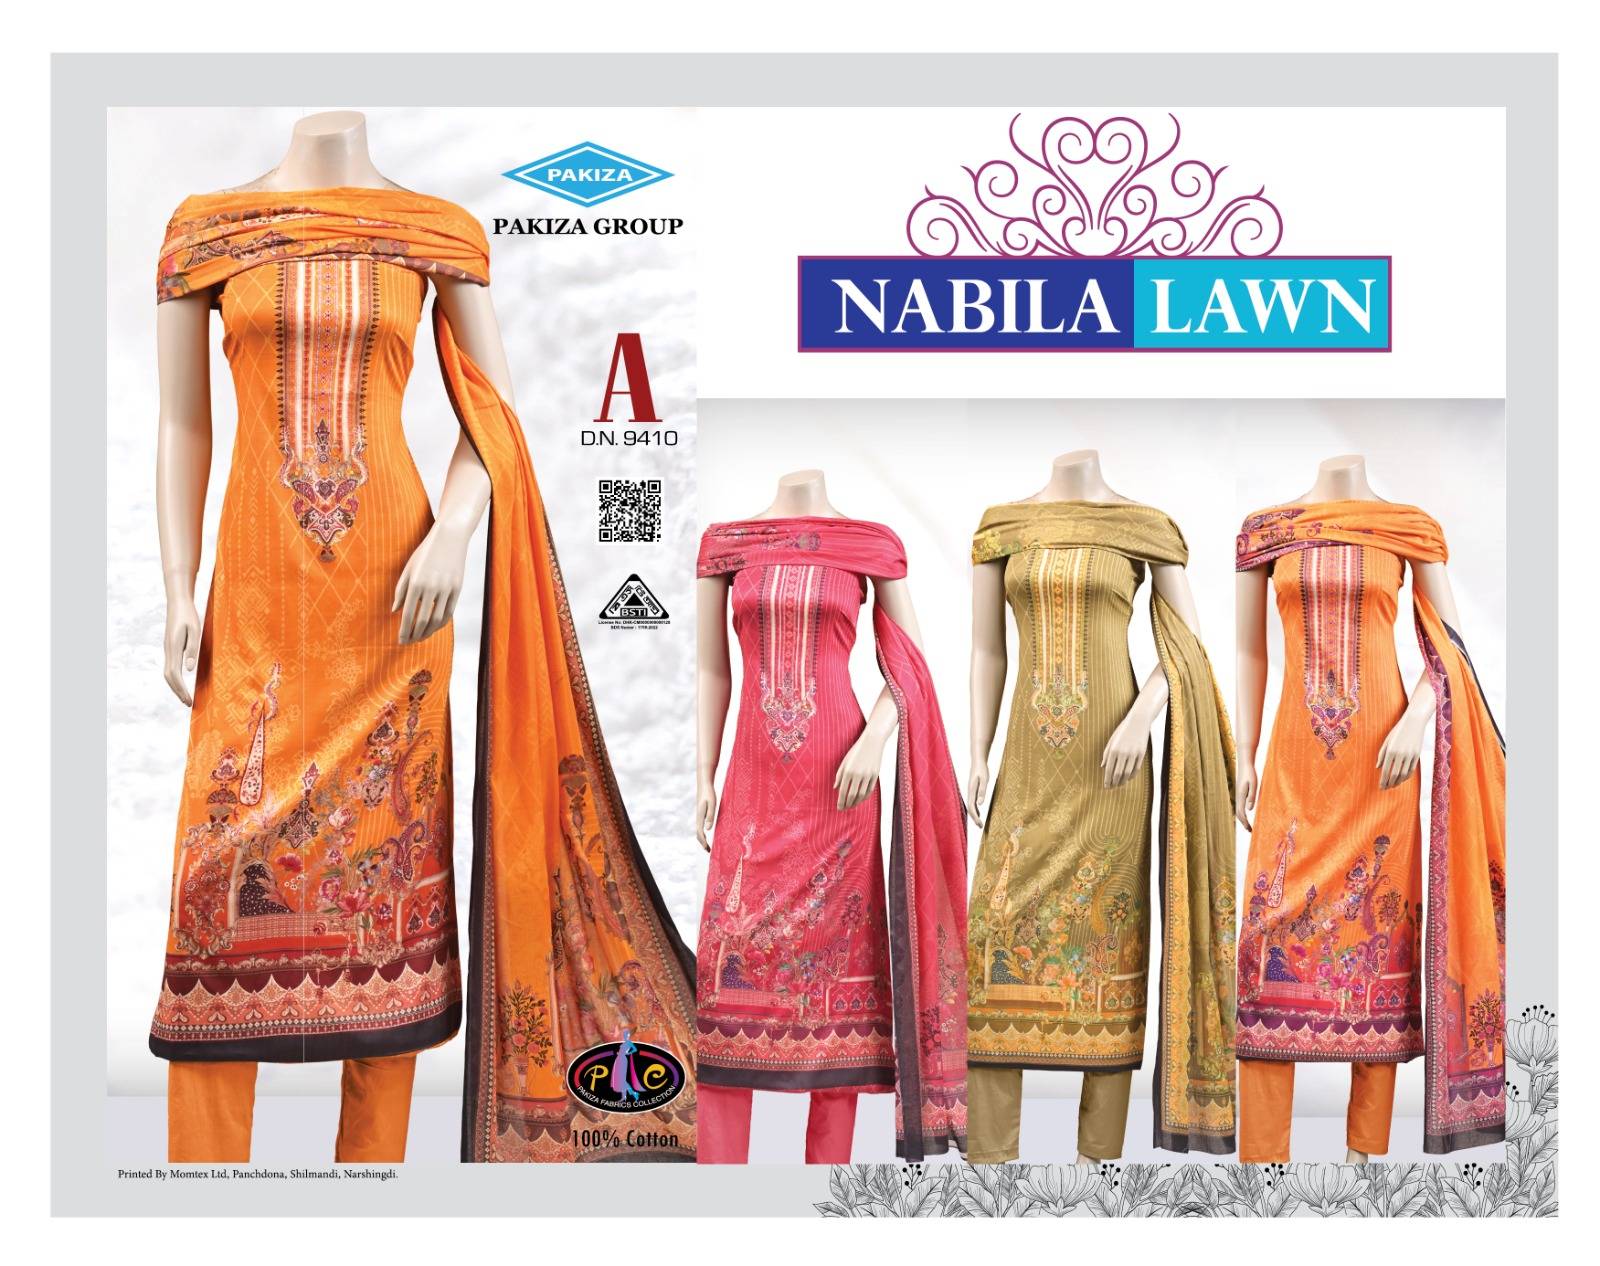 PAKIZA
PAKIZA GROUP
A
D.N. 9410
BSTI
NABILA LAWN
P C
PAKIZA FABRICS COLLECTION
100% Cotton
Printed By Momtex Ltd, Panchdona, Shilmandi, Narshingdi.